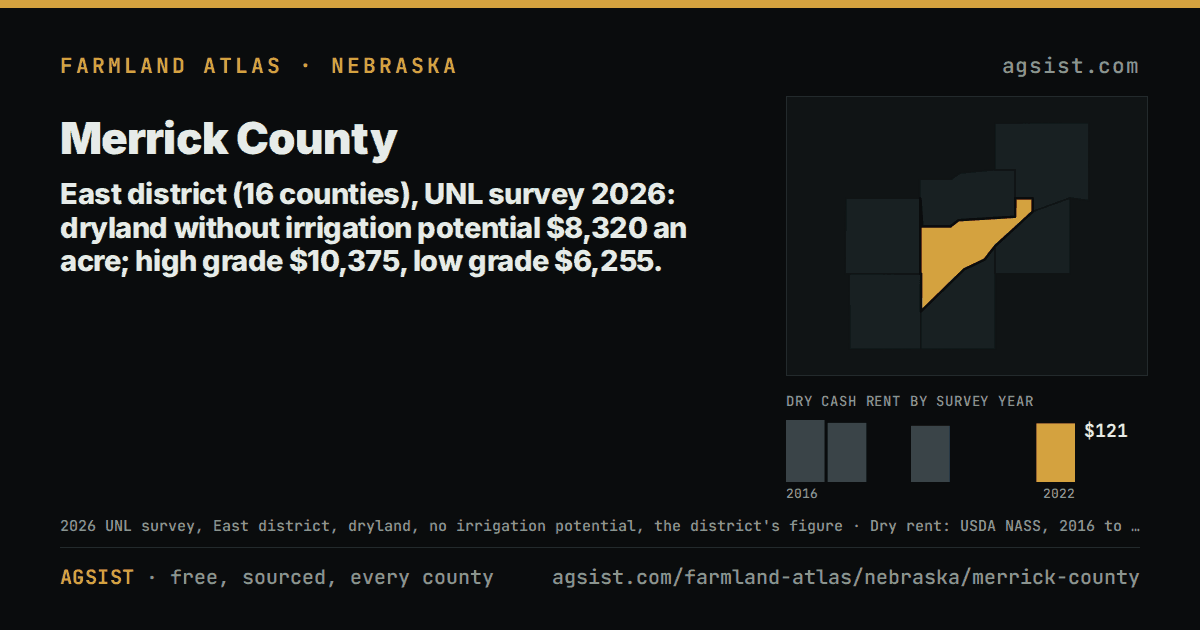 FARMLAND ATLAS · NEBRASKA
agsist.com
Merrick County
East district (16 counties), UNL survey 2026:
dryland without irrigation potential $8,320 an
acre; high grade $10,375, low grade $6,255.
DRY CASH RENT BY SURVEY YEAR
$121
2016
2022
2026 UNL survey, East district, dryland, no irrigation potential, the district's figure · Dry rent: USDA NASS, 2016 to …
AGSIST · free, sourced, every county
agsist.com/farmland-atlas/nebraska/merrick-county